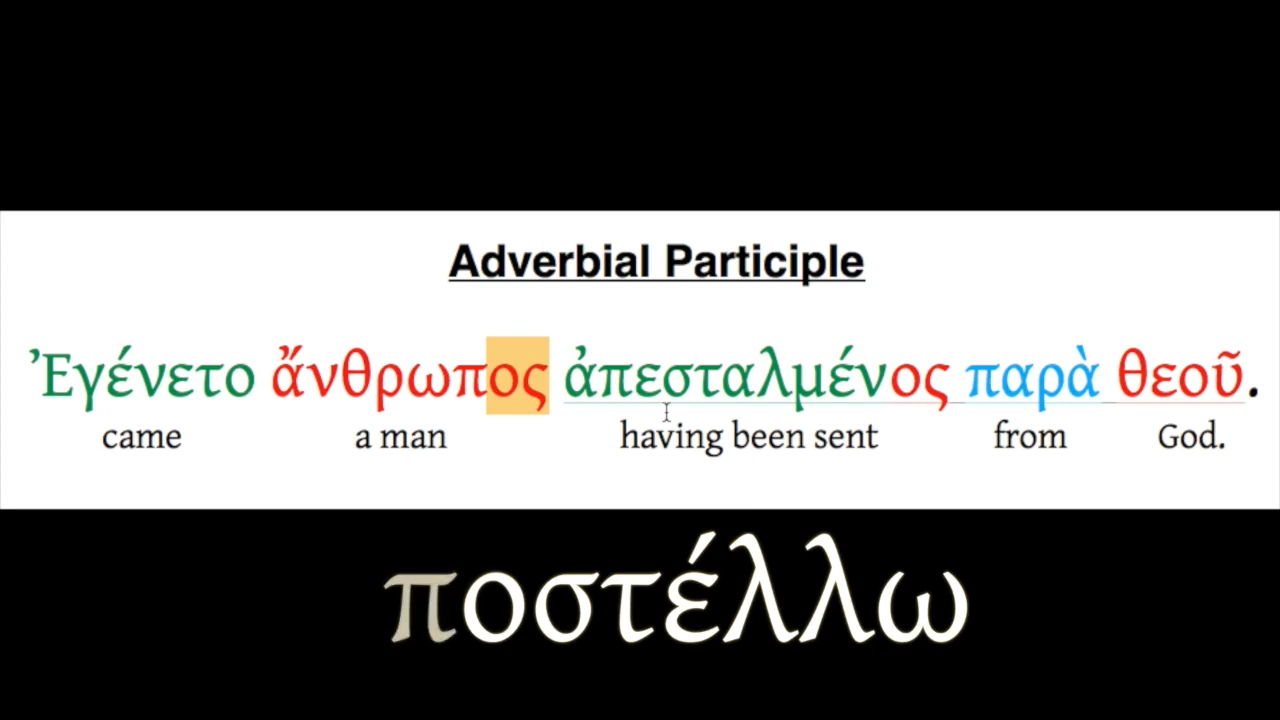 Adverbial Participle
Ἐγένετο ἄνθρωπος ἀπεσταλμένος παρὰ θεοῦ.
came a man having been sent from God.
ποστέλλω